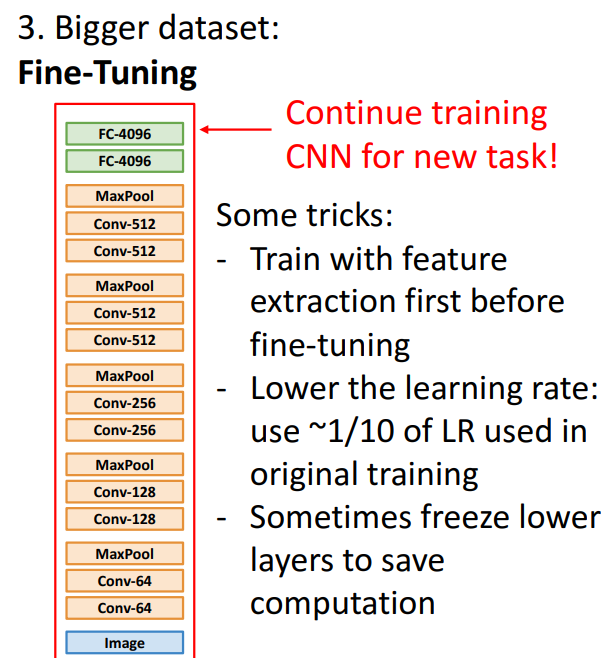 3. Bigger dataset:
Fine-Tuning
FC-4096
FC-4096
MaxPool
Conv-512
Conv-512
MaxPool
Conv-512
Conv-512
MaxPool
Conv-256
Conv-256
MaxPool
Conv-128
Conv-128
MaxPool
Conv-64
Conv-64
Image
Continue training
CNN for new task!
Some tricks:
- Train with feature
extraction first before
fine-tuning
- Lower the learning rate:
use ~1/10 of LR used in
original training
- Sometimes freeze lower
layers to save
computation